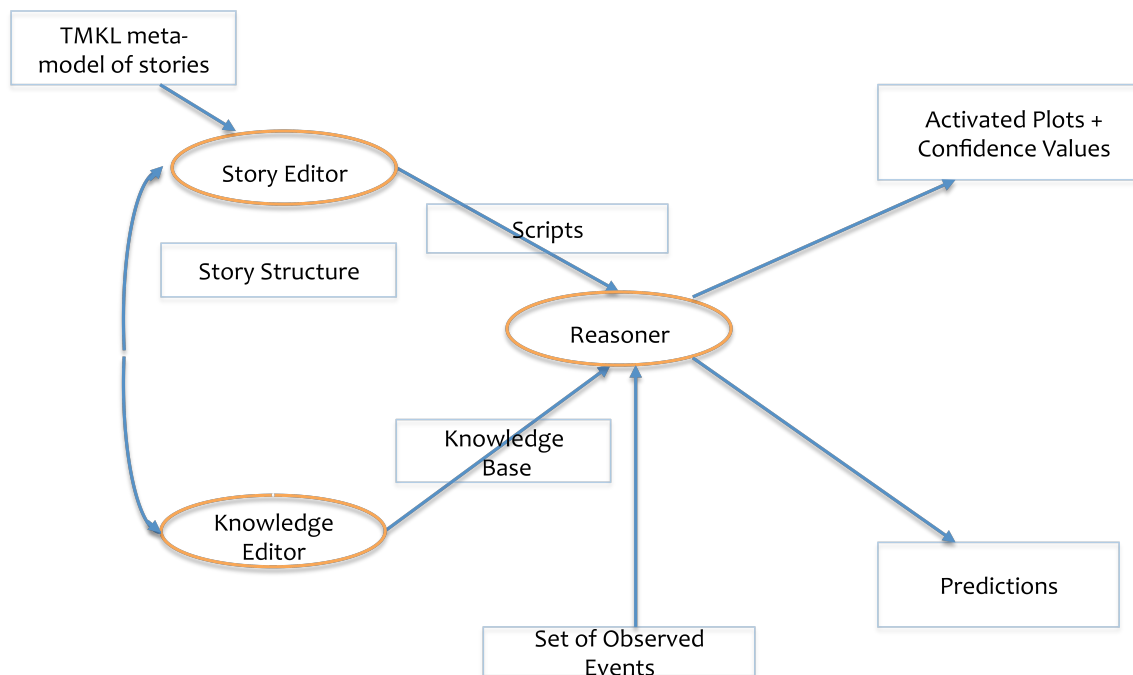 TMKL meta-
model of stories
Activated Plots +
Confidence Values
Story Editor
Scripts
Story Structure
Reasoner
Knowledge
Base
Knowledge
Editor
Predictions
Set of Observed
Events